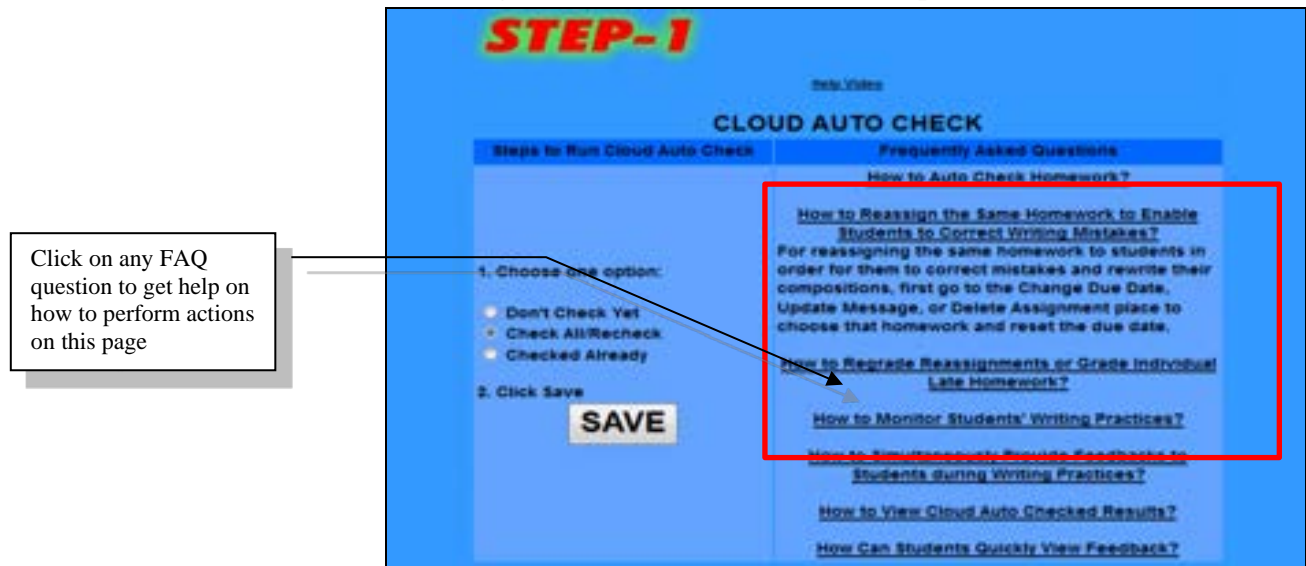 STEP-1
Help Video
CLOUD AUTO CHECK
Steps to Run Cloud Auto Check
Frequently Asked Questions
How to Auto Check Homework?
How to Reassign the Same Homework to Enable
Students to Correct Writing Mistakes?
For reassigning the same homework to students in
order for them to correct mistakes and rewrite their
compositions, first go to the Change Due Date,
Update Message, or Delete Assignment place to
choose that homework and reset the due date.
How to Regrade Reassignments or Grade Individual
Late Homework?
How to Monitor Students' Writing Practices?
How to Simultaneously Provide Feedbacks to
Students during Writing Practices?
How to View Cloud Auto Checked Results?
How Can Students Quickly View Feedback?
1. Choose one option:
Don't Check Yet
Check All/Recheck
Checked Already
2. Click Save
SAVE
Click on any FAQ
question to get help on
how to perform actions
on this page